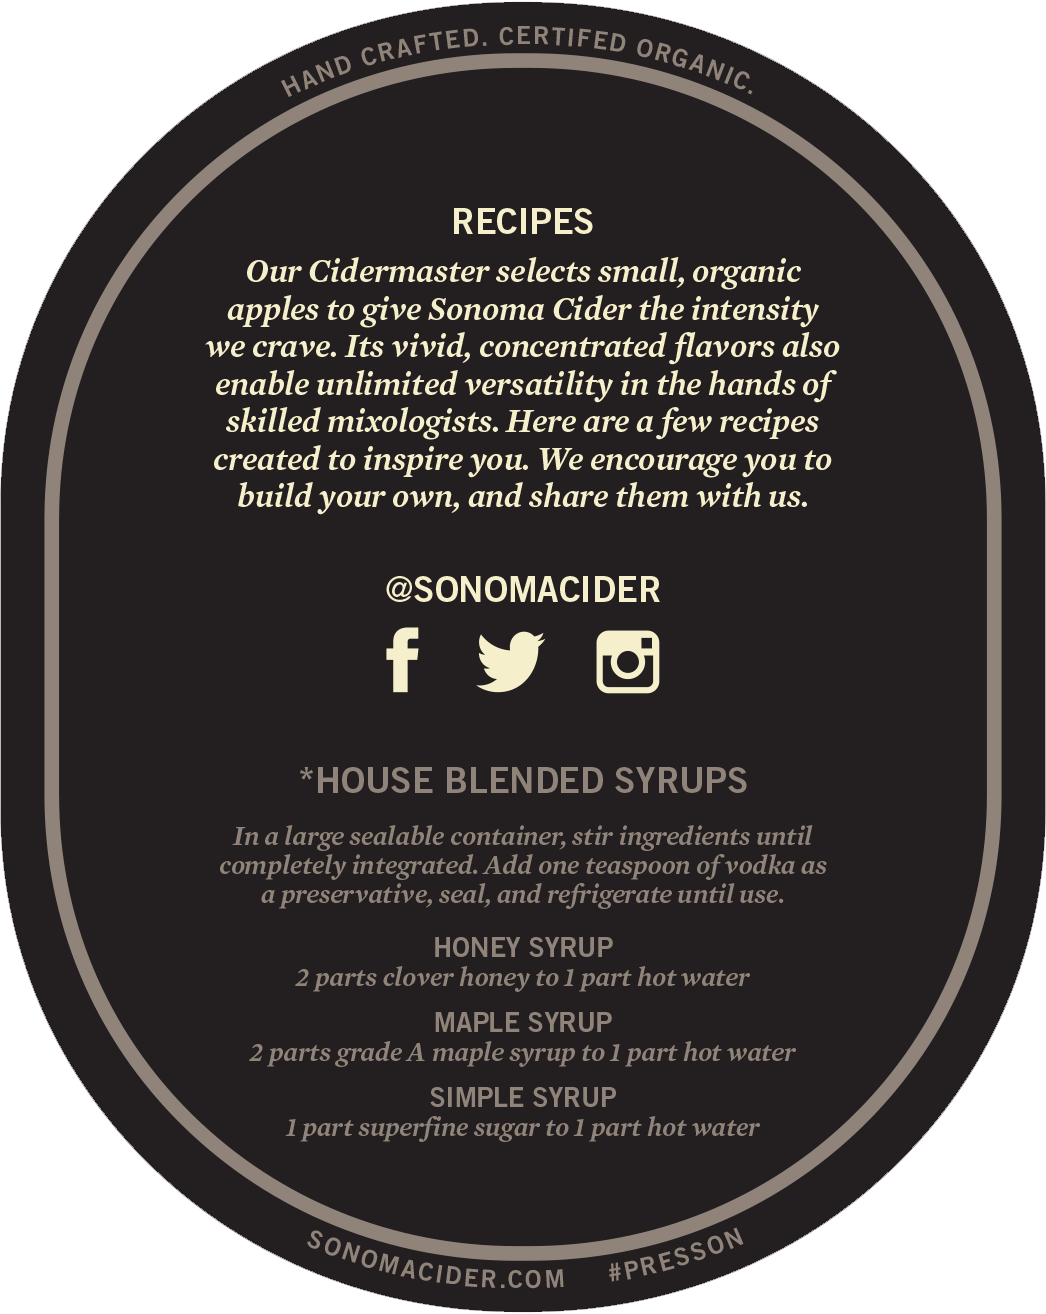 HAND CRAFTED. CERTIFED ORGANIC.
RECIPES
Our Cidermaster selects small, organic
apples to give Sonoma Cider the intensity
we crave. Its vivid, concentrated flavors also
enable unlimited versatility in the hands of
skilled mixologists. Here are a few recipes
created to inspire you. We encourage you to
build your own, and share them with us.
@SONOMACIDER
*HOUSE BLENDED SYRUPS
In a large sealable container, stir ingredients until
completely integrated. Add one teaspoon of vodka as
a preservative, seal, and refrigerate until use.
HONEY SYRUP
2 parts clover honey to 1 part hot water
MAPLE SYRUP
2 parts grade A maple syrup to 1 part hot water
SIMPLE SYRUP
1 part superfine sugar to 1 part hot water
SONOMACIDER.COM #PRESSON